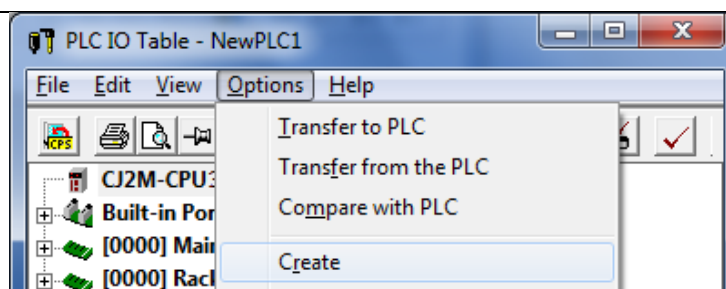 PLC IO Table - NewPLC1
File Edit View Options Help
NCPS
Transfer to PLC
Transfer from the PLC
Compare with PLC
Create
CJ2M-CPU3
Built-in Por
[0000] Mai
[0000] Rac